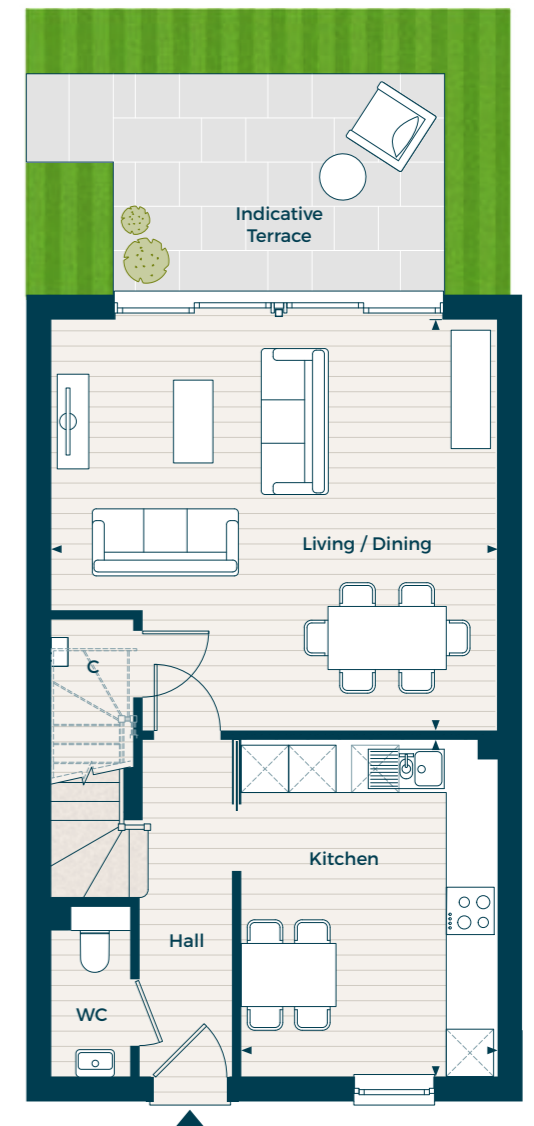 Indicative
Terrace
Living / Dining
C
Kitchen
Hall
WC